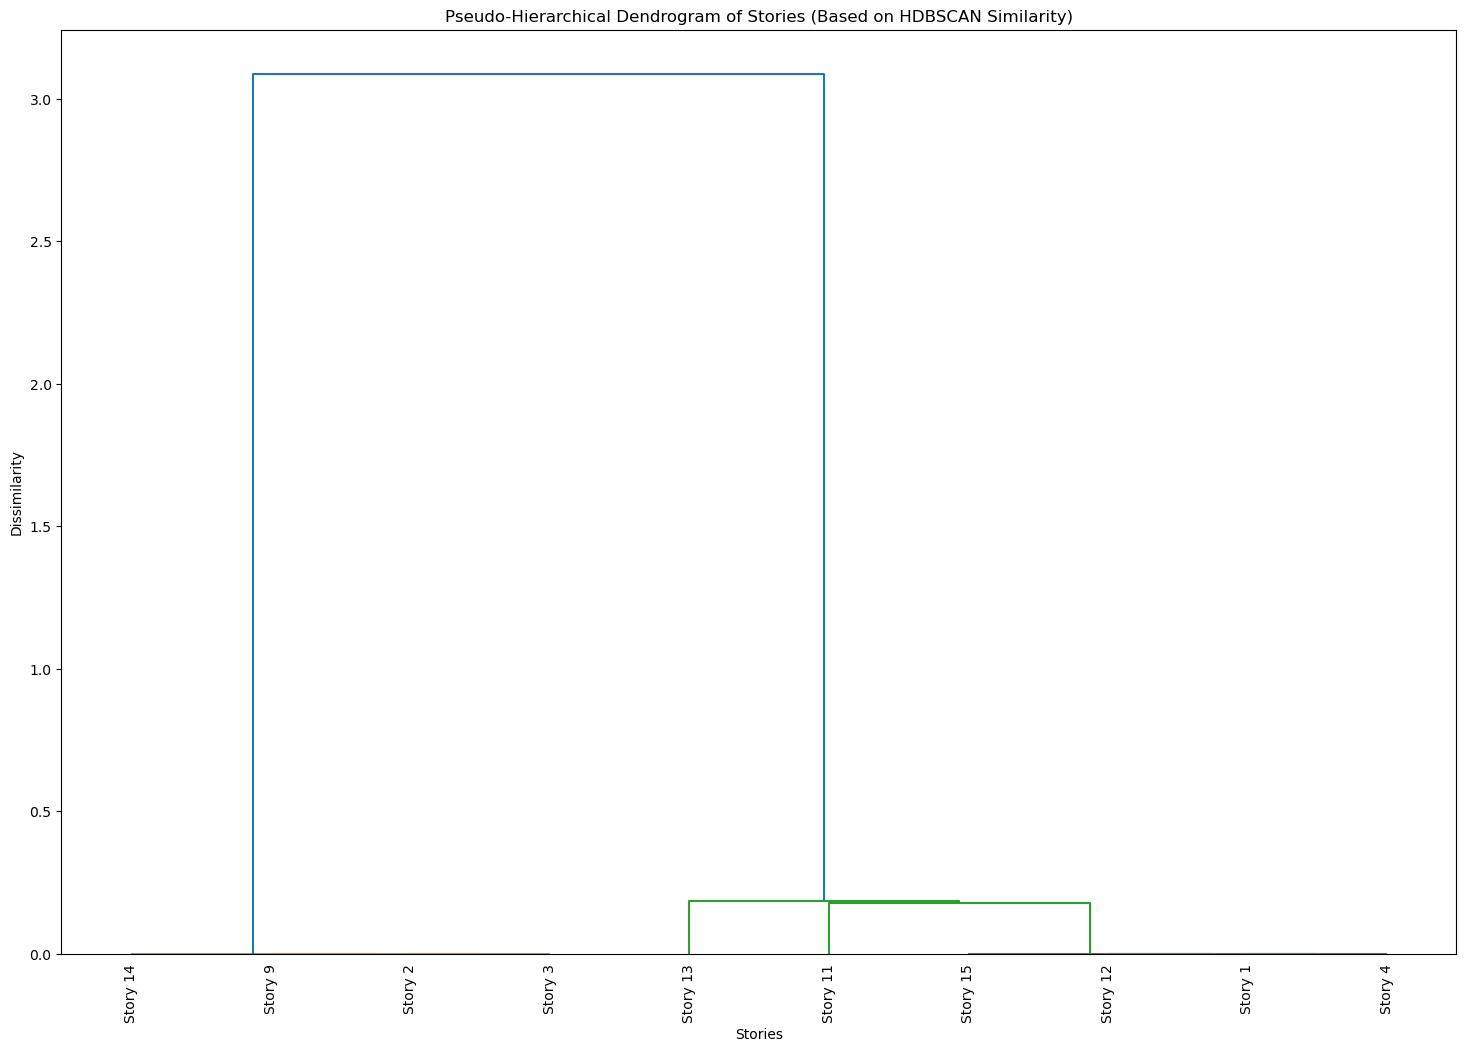 Pseudo-Hierarchical Dendrogram of Stories (Based on HDBSCAN Similarity)
3.0
2.5
2.0
1.5
1.0
0.5
0.0
Dissimilarity
Story 14
Story 9
Story 2
Story 3
Story 13
Story 11
Story 15
Story 12
Story 1
Story 4
Stories